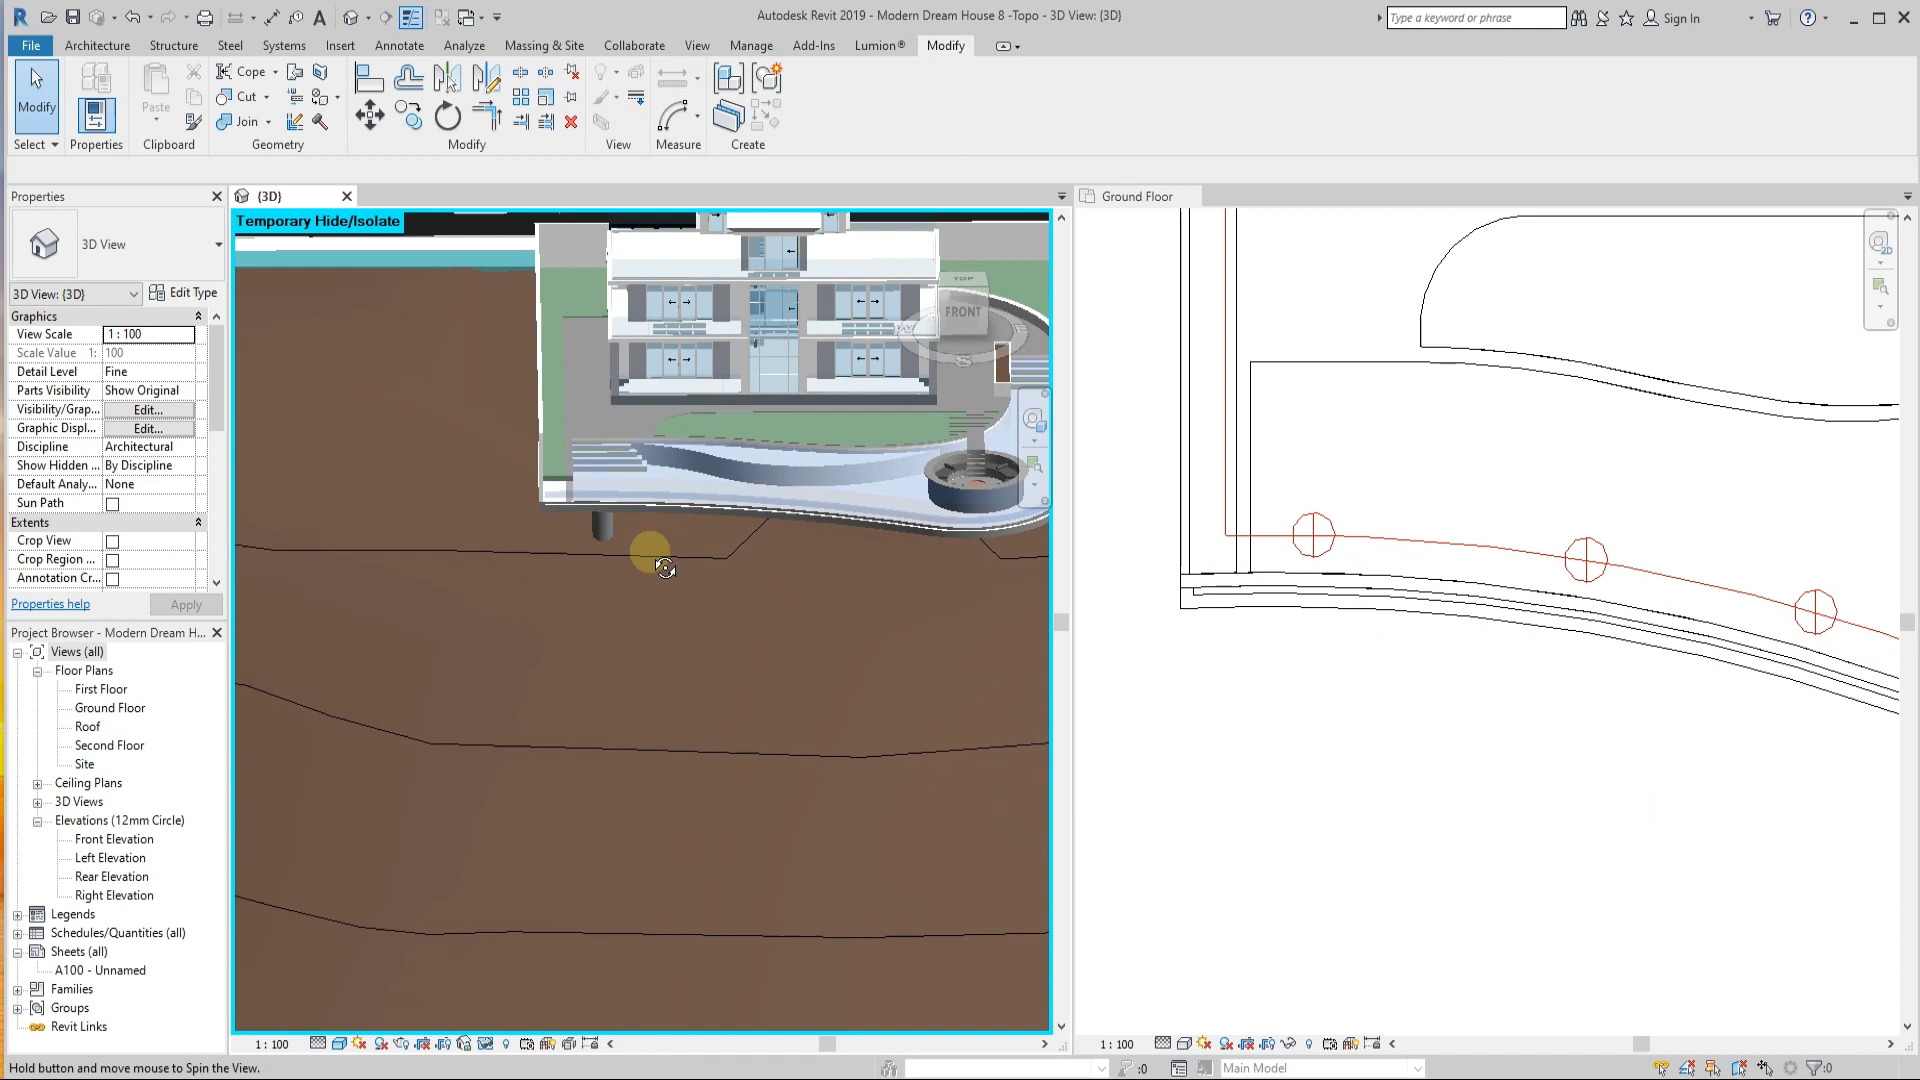 Autodesk Revit 2019 - Modern Dream House 8 -Topo - 3D View: {3D}
Type a keyword or phrase
Sign In
File
Architecture
Structure
Steel
Systems
Insert
Annotate
Analyze
Massing & Site
Collaborate
View
Manage
Add-Ins
Lumion®
Modify
Modify
Paste
Cope
Cut
Join
Select
Properties
Clipboard
Geometry
Modify
View
Measure
Create
Properties
{3D}
Ground Floor
3D View
3D View: {3D}
Edit Type
Graphics
View Scale 1 : 100
Scale Value 1: 100
Detail Level Fine
Parts Visibility Show Original
Visibility/Grap... Edit...
Graphic Displ... Edit...
Discipline Architectural
Show Hidden ... By Discipline
Default Analy... None
Sun Path
Extents
Crop View
Crop Region ...
Annotation Cr...
Properties help
Apply
Project Browser - Modern Dream H...
Views (all)
Floor Plans
First Floor
Ground Floor
Roof
Second Floor
Site
Ceiling Plans
3D Views
Elevations (12mm Circle)
Front Elevation
Left Elevation
Rear Elevation
Right Elevation
Legends
Schedules/Quantities (all)
Sheets (all)
A100 - Unnamed
Families
Groups
Revit Links
Temporary Hide/Isolate
TOP
FRONT
S
2D
1 : 100
1 : 100
Hold button and move mouse to Spin the View.
:0
Main Model
:0